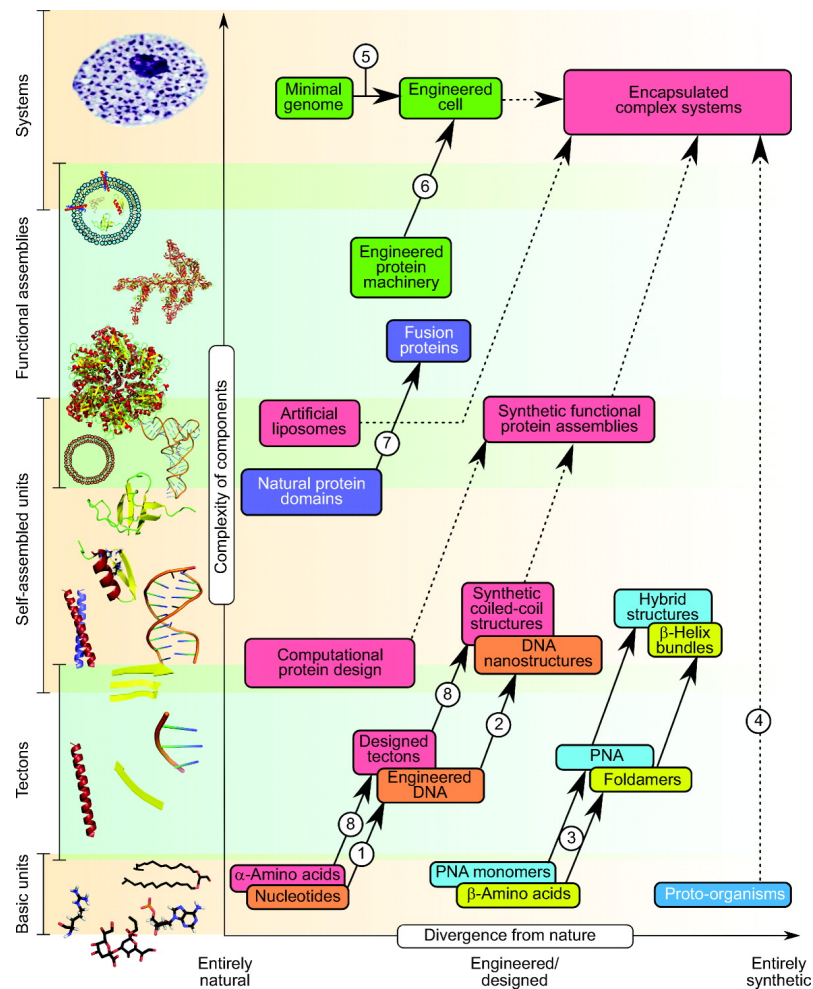 Systems
Functional assemblies
Self-assembled units
Tectons
Basic units
Complexity of components
5
Minimal
genome
Engineered
cell
Encapsulated
complex systems
6
Engineered
protein
machinery
Fusion
proteins
Artificial
liposomes
Synthetic functional
protein assemblies
7
Natural protein
domains
Synthetic
coiled-coil
structures
Hybrid
structures
β-Helix
bundles
DNA
nanostructures
Computational
protein design
8
2
4
Designed
tectons
PNA
Engineered
DNA
Foldamers
8
1
3
α-Amino acids
Nucleotides
PNA monomers
β-Amino acids
Proto-organisms
Divergence from nature
Entirely
natural
Engineered/
designed
Entirely
synthetic